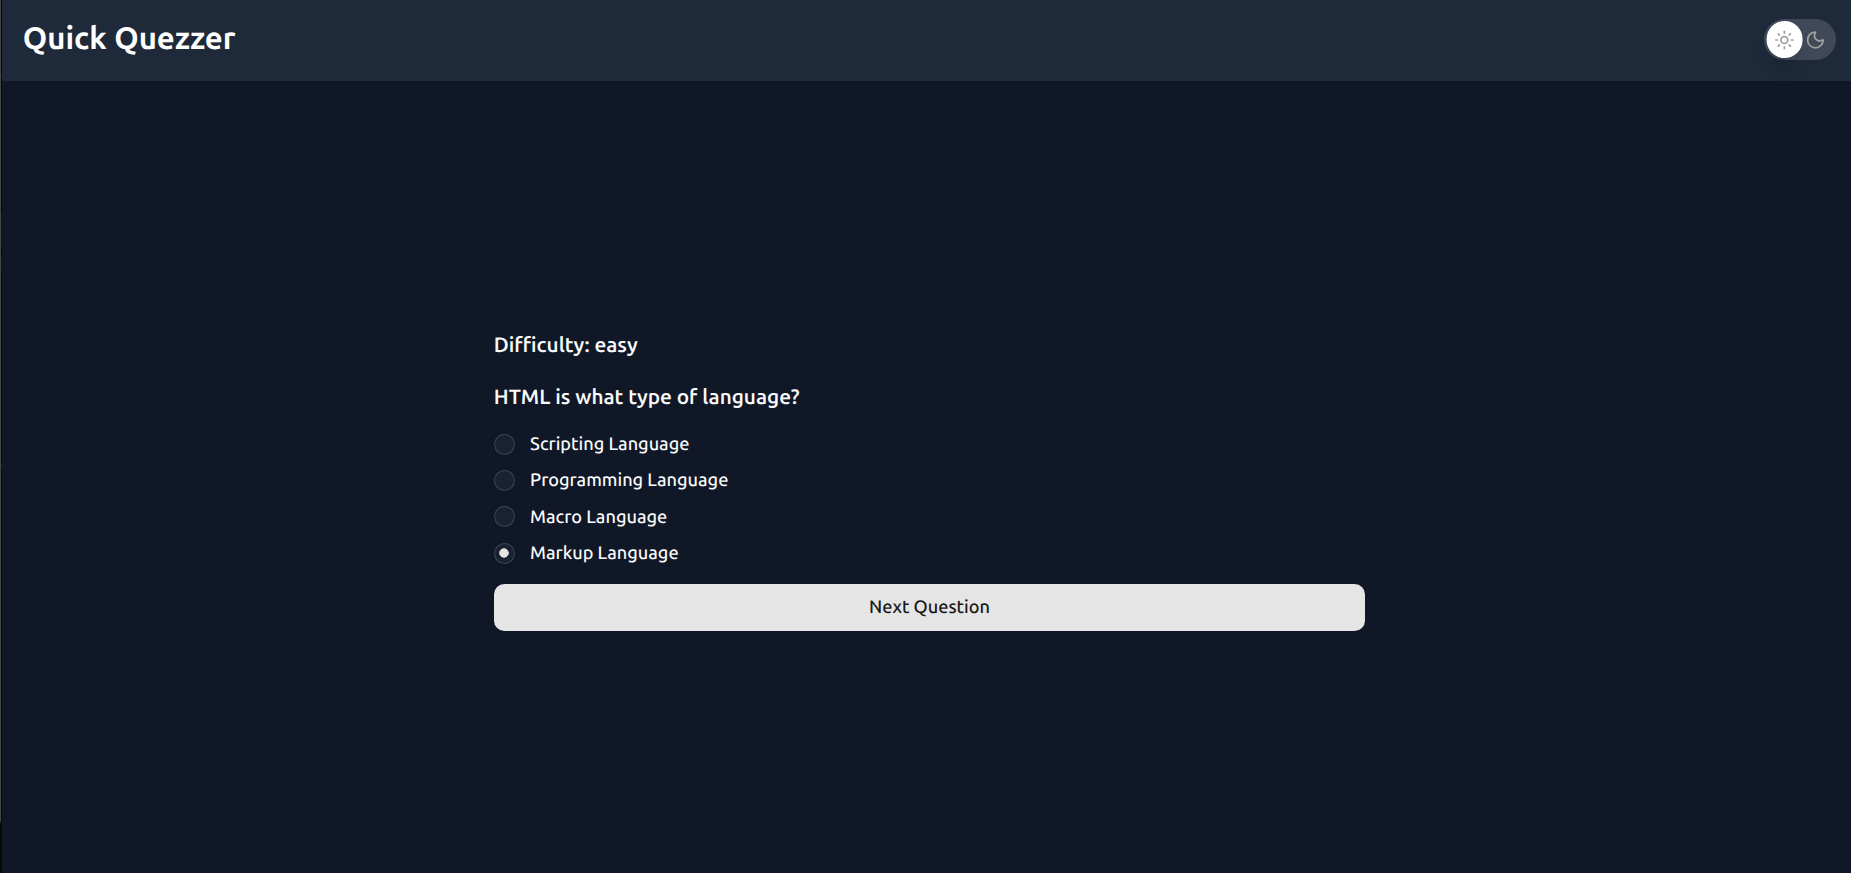 Quick Quezzer
Difficulty: easy
HTML is what type of language?
Scripting Language
Programming Language
Macro Language
Markup Language
Next Question